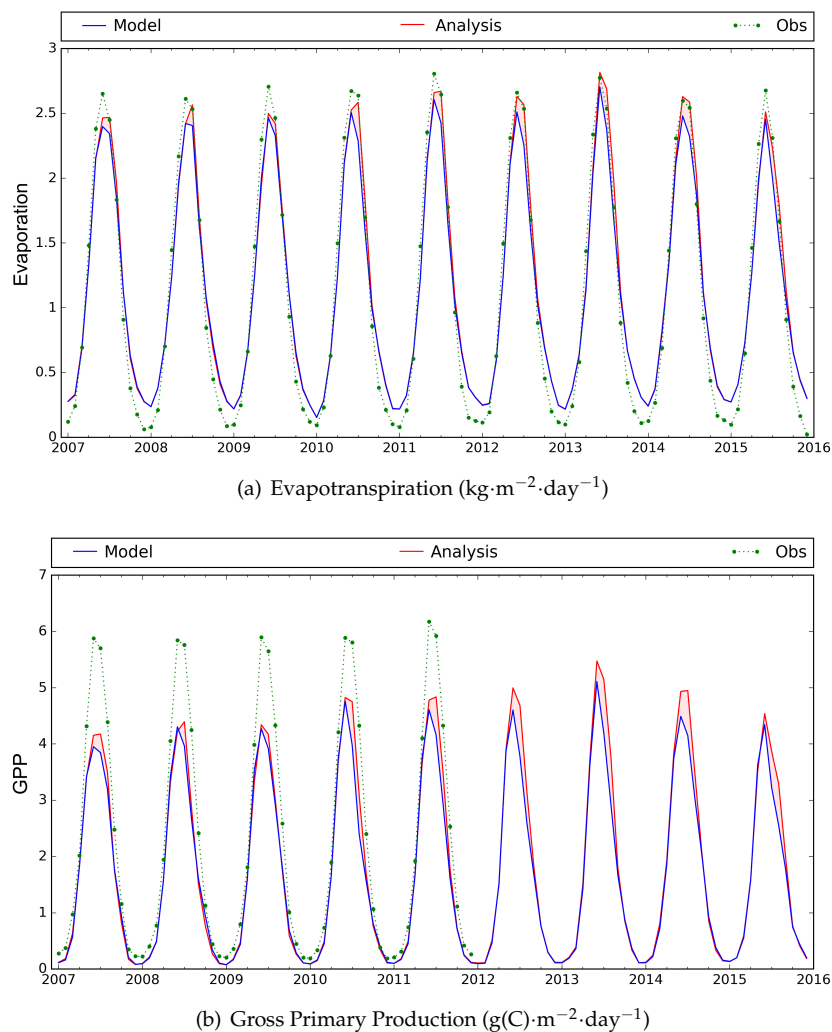 Model Analysis Obs
3
2.5
2
1.5
1
0.5
0
Evaporation
2007 2008 2009 2010 2011 2012 2013 2014 2015 2016
(a) Evapotranspiration (kg·m⁻²·day⁻¹)
Model Analysis Obs
7
6
5
4
3
2
1
0
GPP
2007 2008 2009 2010 2011 2012 2013 2014 2015 2016
(b) Gross Primary Production (g(C)·m⁻²·day⁻¹)